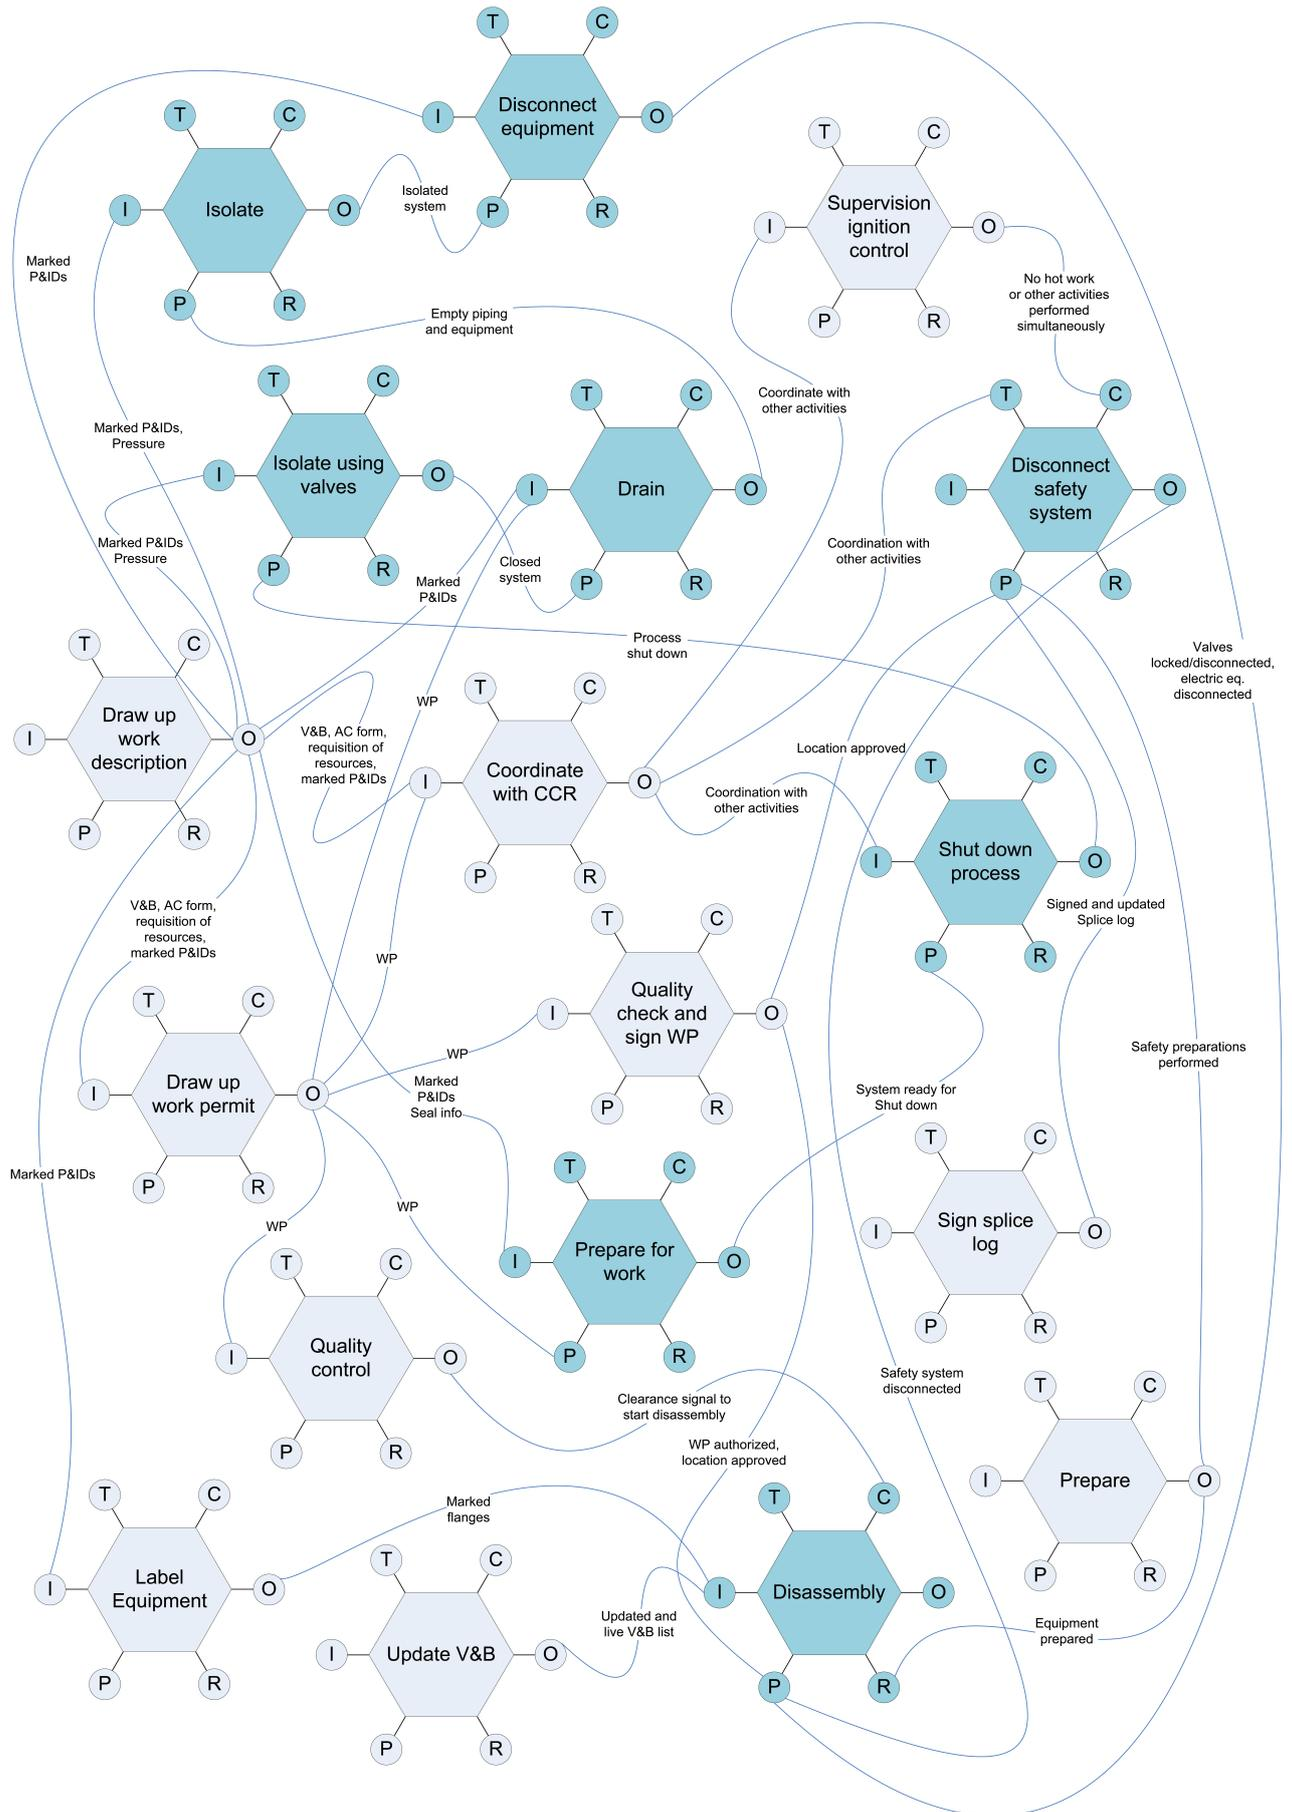 T
C
Disconnect
equipment
I
O
P
R
T
C
Isolate
I
O
P
R
Isolated
system
T
C
Supervision
ignition
control
I
O
P
R
Marked
P&IDs
No hot work
or other activities
performed
simultaneously
Empty piping
and equipment
Coordinate with
other activities
Marked P&IDs,
Pressure
T
C
Isolate using
valves
I
O
P
R
T
C
Drain
I
O
P
R
T
C
Disconnect
safety
system
I
O
P
R
Marked P&IDs
Pressure
Closed
system
Marked
P&IDs
Coordination with
other activities
Process
shut down
Valves
locked/disconnected,
electric eq.
disconnected
T
C
Draw up
work
description
I
O
P
R
WP
V&B, AC form,
requisition of
resources,
marked P&IDs
T
C
Coordinate
with CCR
I
O
P
R
Location approved
Coordination with
other activities
T
C
Shut down
process
I
O
P
R
V&B, AC form,
requisition of
resources,
marked P&IDs
Signed and updated
Splice log
WP
T
C
Quality
check and
sign WP
I
O
P
R
T
C
Draw up
work permit
I
O
P
R
WP
Marked
P&IDs
Seal info
Safety preparations
performed
System ready for
Shut down
Marked P&IDs
WP
WP
T
C
Prepare for
work
I
O
P
R
T
C
Sign splice
log
I
O
P
R
T
C
Quality
control
I
O
P
R
Safety system
disconnected
Clearance signal to
start disassembly
WP authorized,
location approved
T
C
Prepare
I
O
P
R
T
C
Label
Equipment
I
O
P
R
Marked
flanges
T
C
Update V&B
I
O
P
R
Updated and
live V&B list
T
C
Disassembly
I
O
P
R
Equipment
prepared